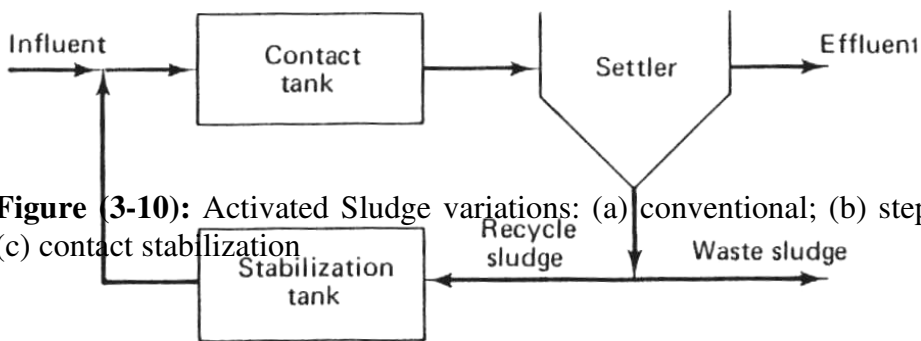 Influent
Contact
tank
Settler
Effluent
Figure (3-10): Activated Sludge variations: (a) conventional; (b) step
(c) contact stabilization
Recycle
sludge
Waste sludge
Stabilization
tank